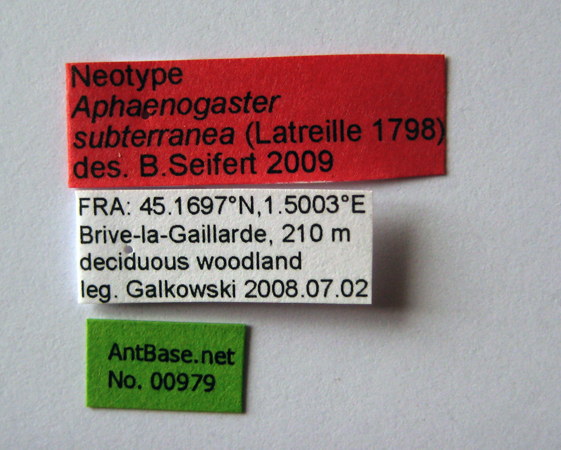 Neotype
Aphaenogaster
subterranea (Latreille 1798)
des. B.Seifert 2009
FRA: 45.1697°N,1.5003°E
Brive-la-Gaillarde, 210 m
deciduous woodland
leg. Galkowski 2008.07.02
AntBase.net
No. 00979